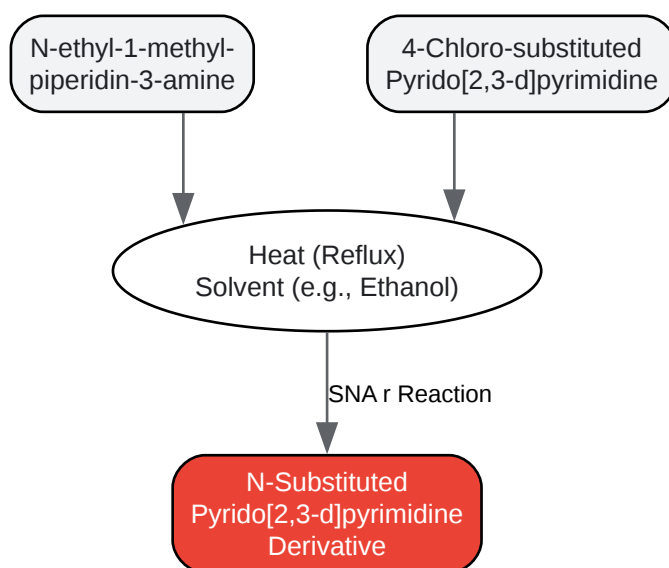 N-ethyl-1-methyl-
piperidin-3-amine
4-Chloro-substituted
Pyrido[2,3-d]pyrimidine
Heat (Reflux)
Solvent (e.g., Ethanol)
SNA r Reaction
N-Substituted
Pyrido[2,3-d]pyrimidine
Derivative